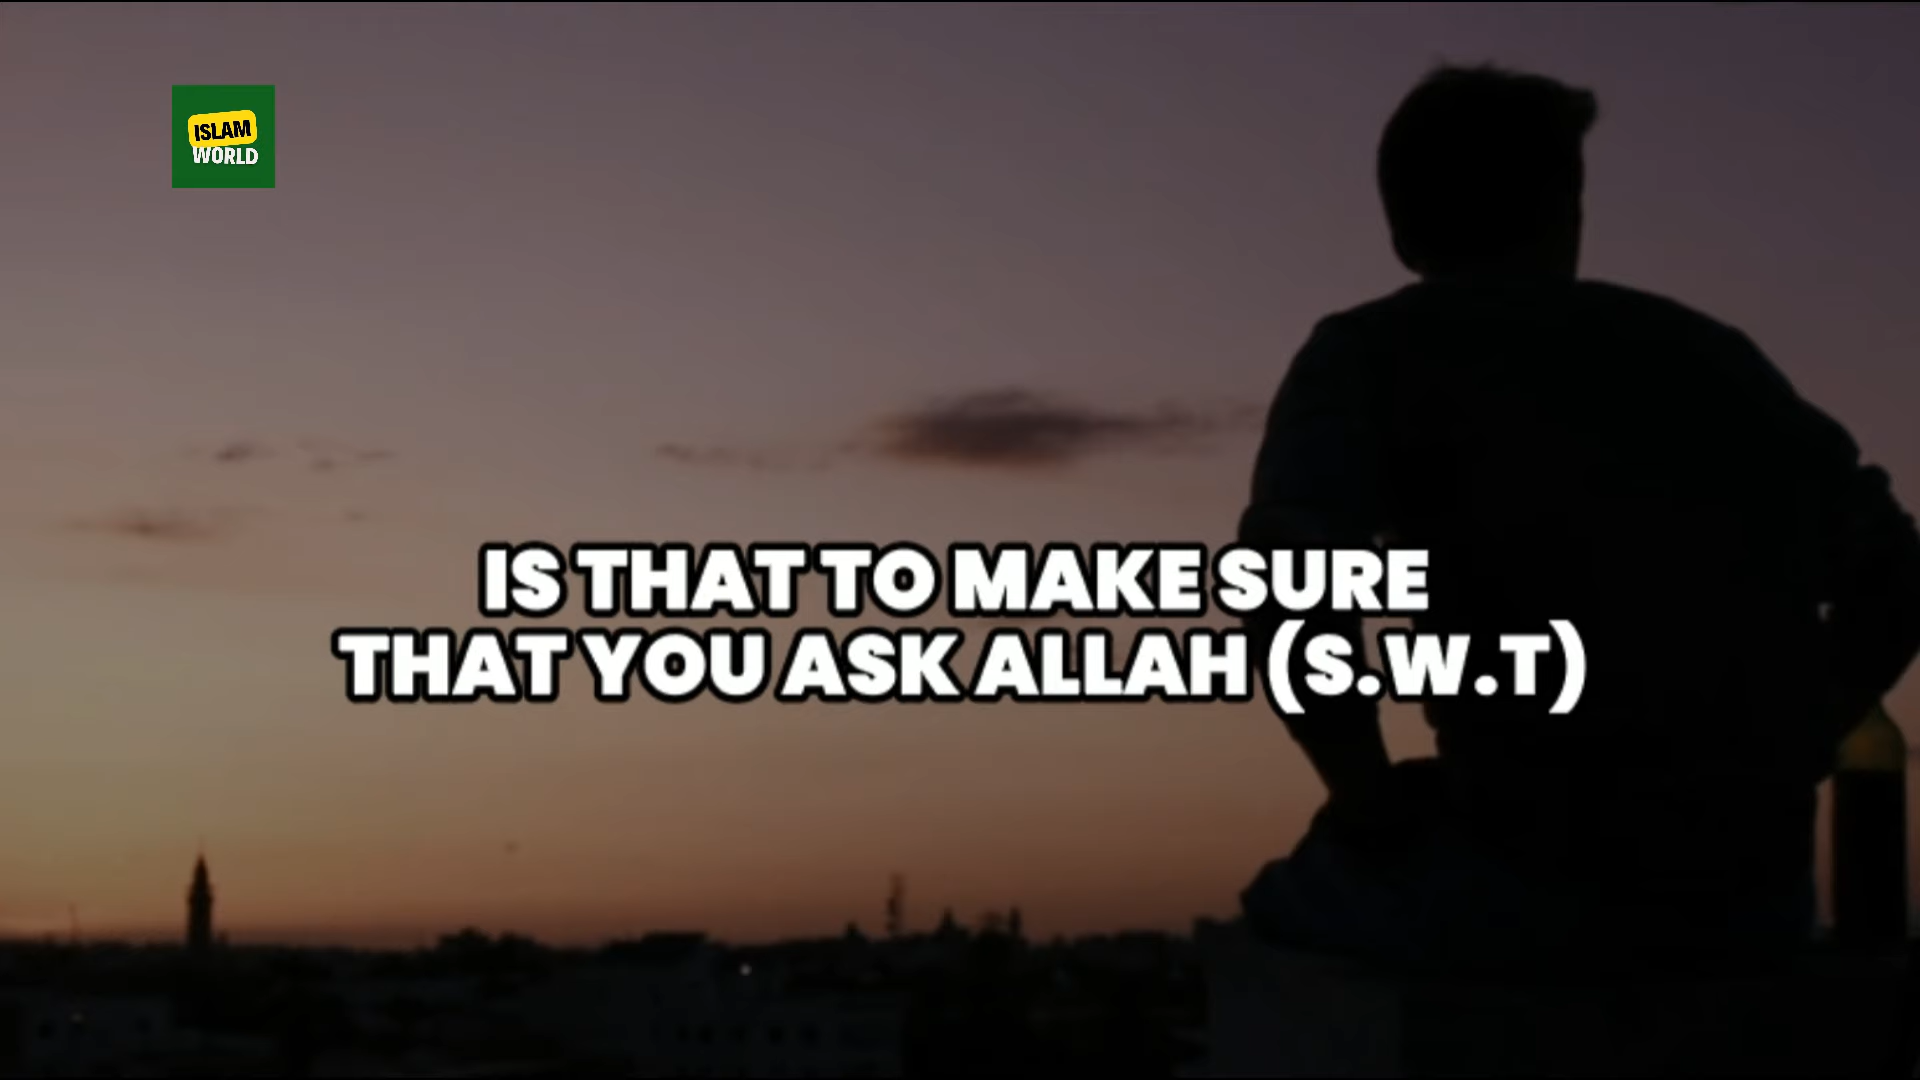 ISLAM
WORLD
IS THAT TO MAKE SURE
THAT YOU ASK ALLAH (S.W.T)